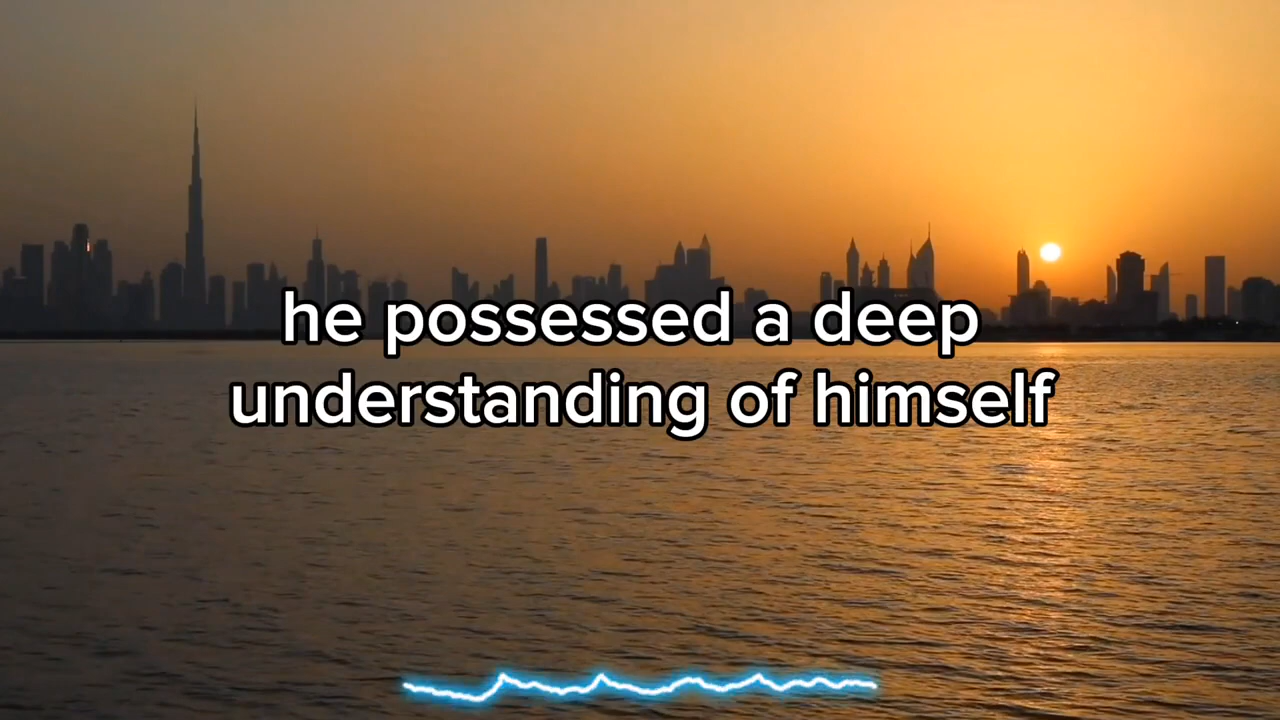 he possessed a deep
understanding of himself